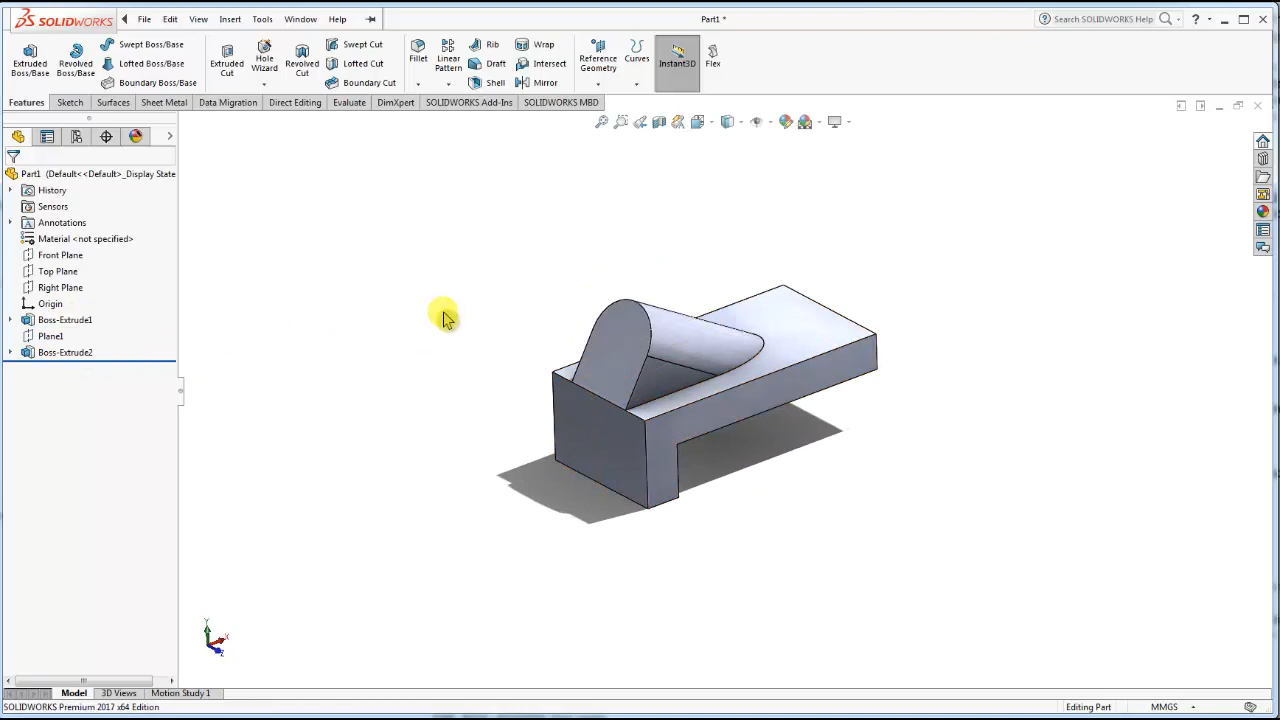 SOLIDWORKS File Edit View Insert Tools Window Help Part1 * Search SOLIDWORKS Help ?
Extruded Boss/Base Revolved Boss/Base Swept Boss/Base Lofted Boss/Base Boundary Boss/Base Extruded Cut Hole Wizard Revolved Cut Swept Cut Lofted Cut Boundary Cut Fillet Linear Pattern Rib Draft Shell Wrap Intersect Mirror Reference Geometry Curves Instant3D Flex
Features Sketch Surfaces Sheet Metal Data Migration Direct Editing Evaluate DimXpert SOLIDWORKS Add-Ins SOLIDWORKS MBD
Part1 (Default<<Default>_Display State
History
Sensors
Annotations
Material <not specified>
Front Plane
Top Plane
Right Plane
Origin
Boss-Extrude1
Plane1
Boss-Extrude2
Y
X
Z
Model 3D Views Motion Study 1
SOLIDWORKS Premium 2017 x64 Edition Editing Part MMGS